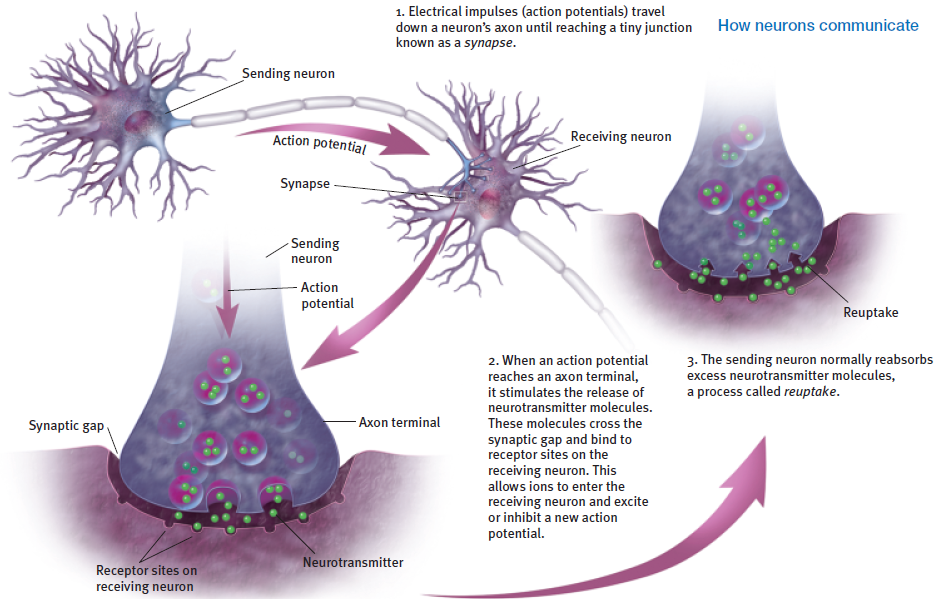 How neurons communicate
1. Electrical impulses (action potentials) travel
down a neuron's axon until reaching a tiny junction
known as a synapse.
Sending neuron
Action potential
Receiving neuron
Synapse
Sending
neuron
Action
potential
Reuptake
2. When an action potential
reaches an axon terminal,
it stimulates the release of
neurotransmitter molecules.
These molecules cross the
synaptic gap and bind to
receptor sites on the
receiving neuron. This
allows ions to enter the
receiving neuron and excite
or inhibit a new action
potential.
3. The sending neuron normally reabsorbs
excess neurotransmitter molecules,
a process called reuptake.
Synaptic gap
Axon terminal
Neurotransmitter
Receptor sites on
receiving neuron